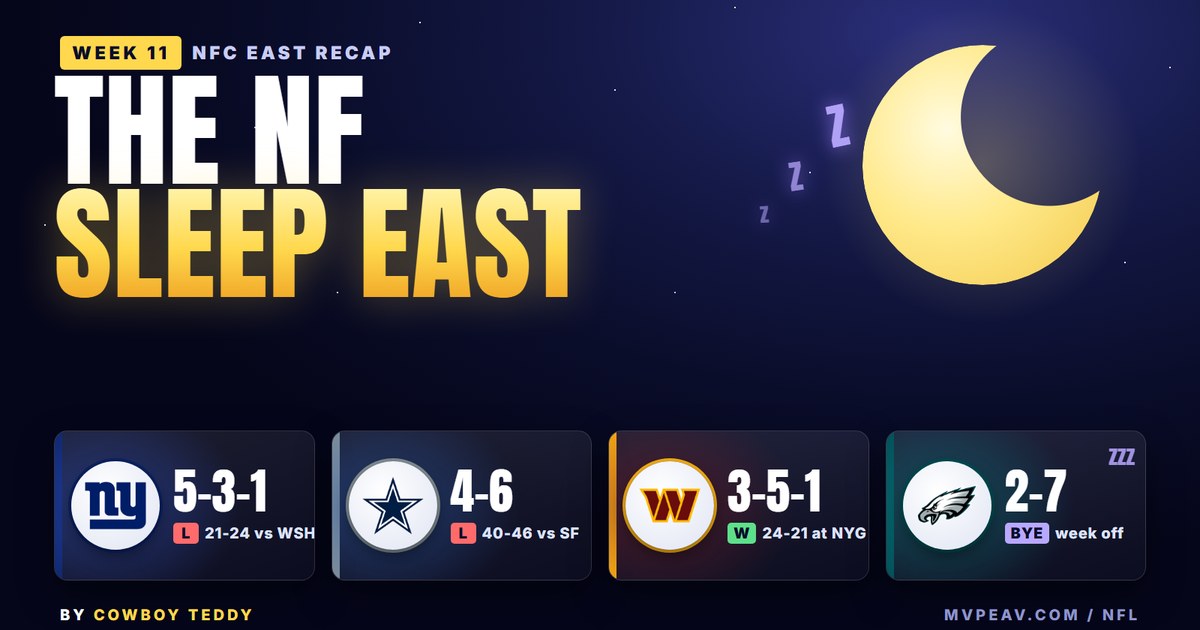 WEEK 11 NFC EAST RECAP
THE NF
SLEEP EAST
Z
Z
Z
ny
5-3-1
L 21-24 vs WSH
4-6
L 40-46 vs SF
W
3-5-1
W 24-21 at NYG
ZZZ
2-7
BYE week off
BY COWBOY TEDDY
MVPEAV.COM / NFL